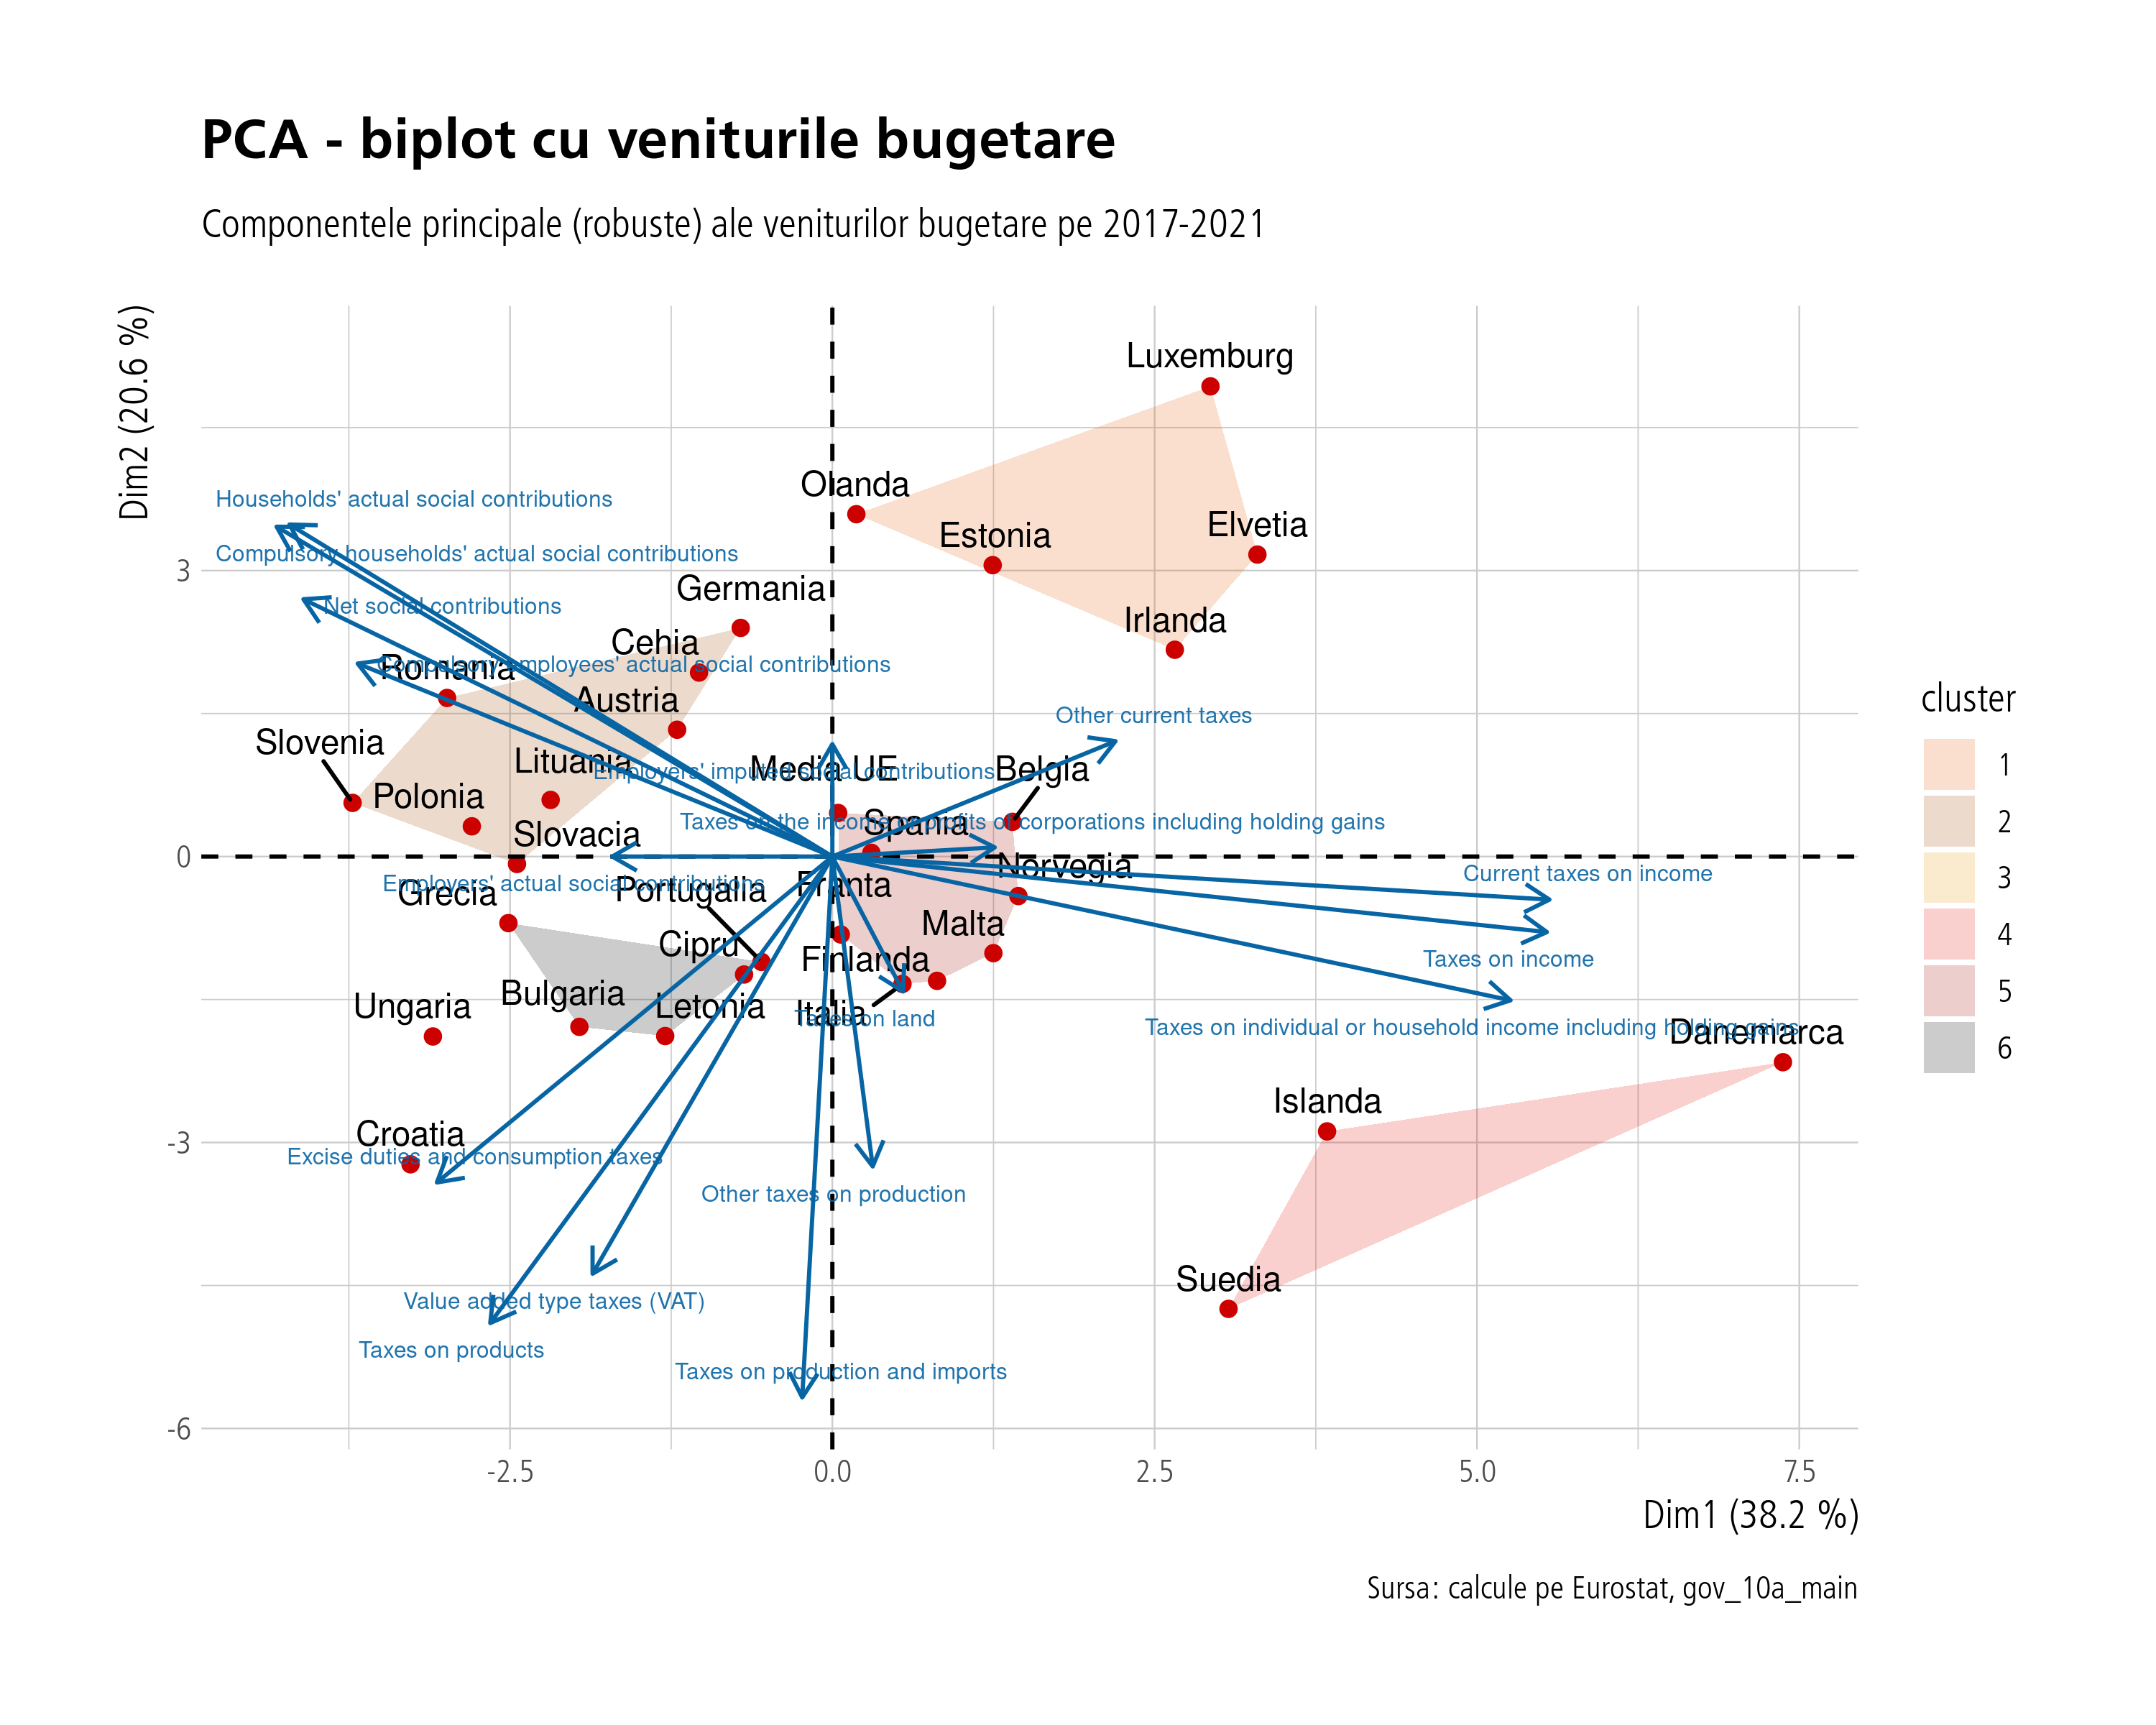 PCA - biplot cu veniturile bugetare
Componentele principale (robuste) ale veniturilor bugetare pe 2017-2021
Dim2 (20.6 %)
Luxemburg
Olanda
Households' actual social contributions
Estonia
Elvetia
Compulsory households' actual social contributions
3
Germania
Net social contributions
Irlanda
Cehia
Romania
Compulsory employees' actual social contributions
Austria
Other current taxes
Slovenia
Lituania
Media UE
Employers' imputed social contributions
Belgia
Polonia
Spania
Taxes on the income or profits of corporations including holding gains
Slovacia
0
Norvegia
Current taxes on income
Employers' actual social contributions
Grecia
Portugalia
Franta
Malta
Cipru
Finlanda
Taxes on income
Bulgaria
Ungaria
Letonia
Italia
Taxes on land
Taxes on individual or household income including holding gains
Danemarca
Islanda
Croatia
-3
Excise duties and consumption taxes
Other taxes on production
Suedia
Value added type taxes (VAT)
Taxes on products
Taxes on production and imports
-6
-2.5
0.0
2.5
5.0
7.5
Dim1 (38.2 %)
cluster
1
2
3
4
5
6
Sursa: calcule pe Eurostat, gov_10a_main